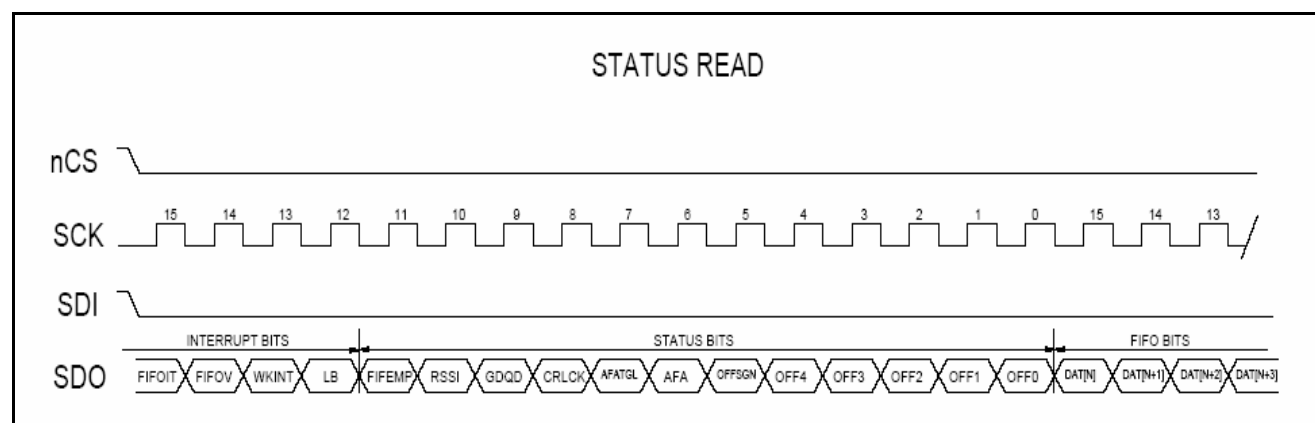 STATUS READ
nCS
15 14 13 12 11 10 9 8 7 6 5 4 3 2 1 0 15 14 13
SCK
SDI
INTERRUPT BITS STATUS BITS FIFO BITS
SDO FIFOIT FIFOV WKINT LB FIFEMP RSSI GDQD CRLCK AFATGL AFA OFFSGN OFF4 OFF3 OFF2 OFF1 OFF0 DAT[N] DAT[N+1] DAT[N+2] DAT[N+3]